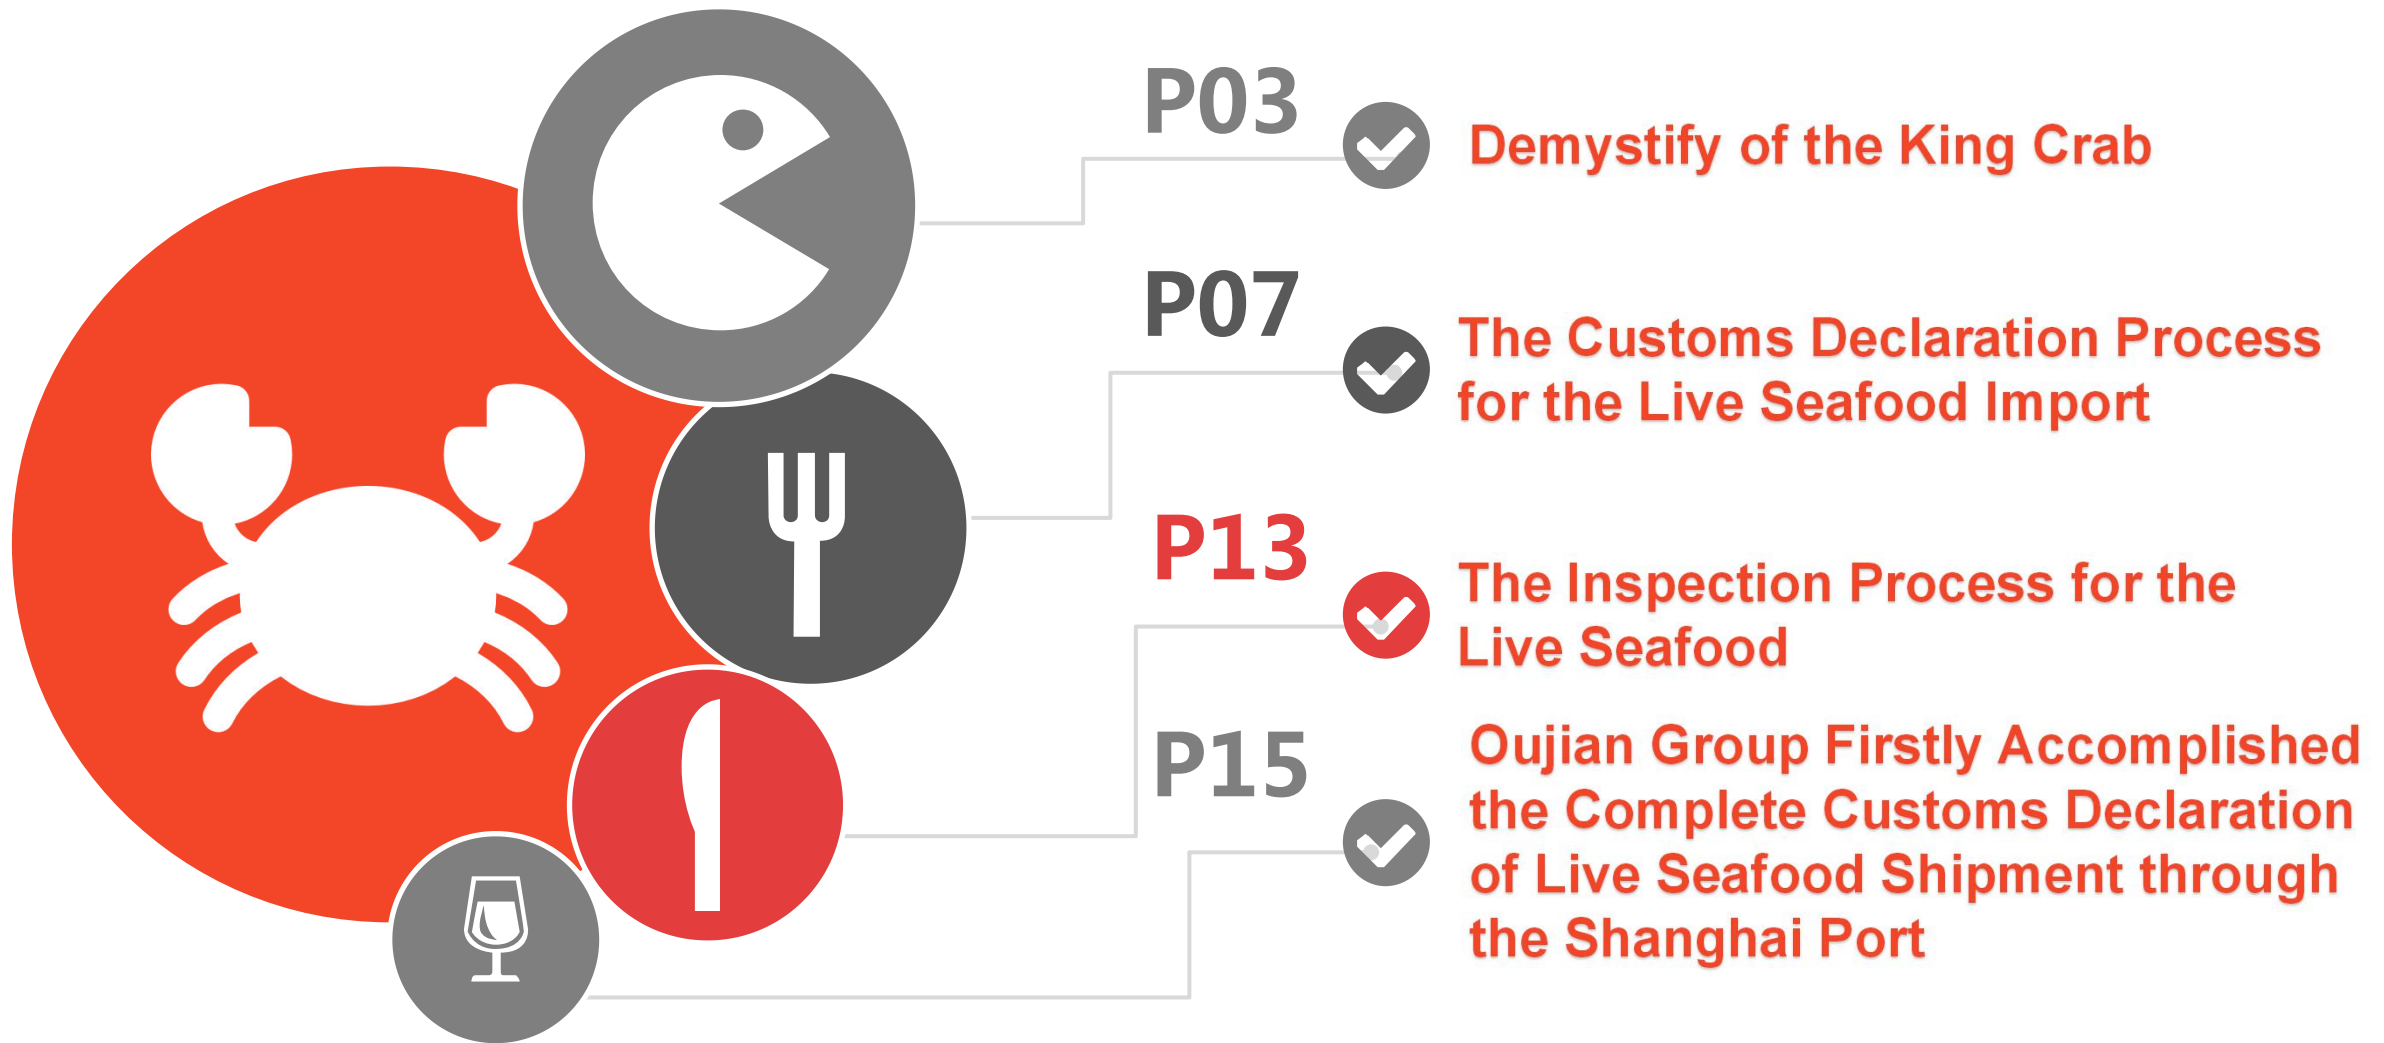 P03
Demystify of the King Crab
P07
The Customs Declaration Process
for the Live Seafood Import
P13
The Inspection Process for the
Live Seafood
P15
Oujian Group Firstly Accomplished
the Complete Customs Declaration
of Live Seafood Shipment through
the Shanghai Port